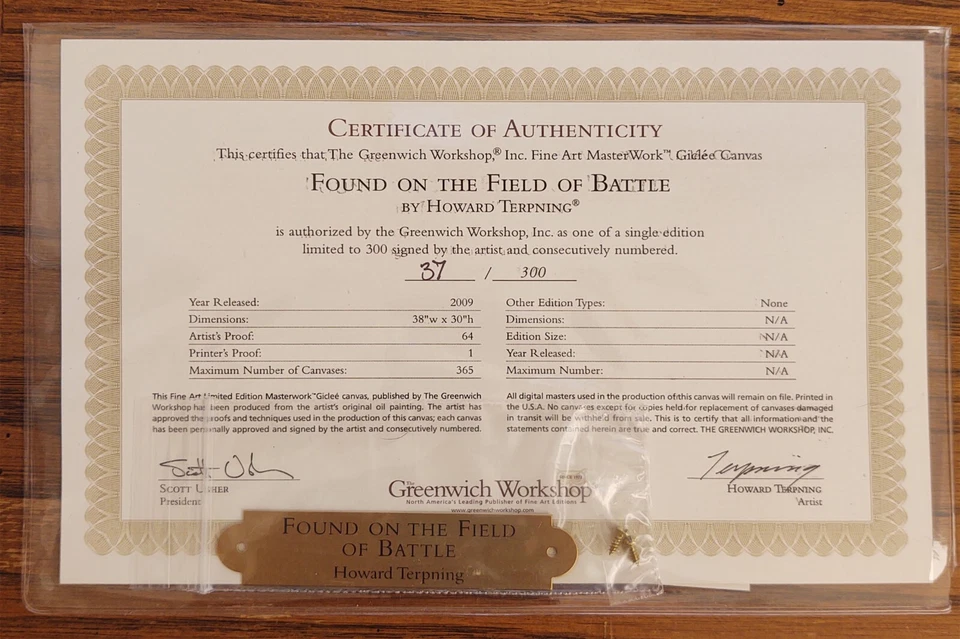 CERTIFICATE OF AUTHENTICITY
This certifies that The Greenwich Workshop,® Inc. Fine Art MasterWork™ Giclée Canvas
FOUND ON THE FIELD OF BATTLE
BY HOWARD TERPNING®
is authorized by the Greenwich Workshop, Inc. as one of a single edition
limited to 300 signed by the artist and consecutively numbered.
37 / 300
Year Released: 2009
Dimensions: 38"w x 30"h
Artist's Proof: 64
Printer's Proof: 1
Maximum Number of Canvases: 365
Other Edition Types: None
Dimensions: N/A
Edition Size: N/A
Year Released: N/A
Maximum Number: N/A
This Fine Art Limited Edition Masterwork™Gicleé canvas, published by The Greenwich
Workshop has been produced from the artist's original oil painting. The artist has
approved the proofs and techniques used in the production of this canvas; each canvas
has been personally approved and signed by the artist and consecutively numbered.
All digital masters used in the production of this canvas will remain on file. Printed in
the U.S.A. No canvases except for copies held for replacement of canvases damaged
in transit will be withheld from sale. This is to certify that all information and the
statements contained herein are true and correct. THE GREENWICH WORKSHOP, INC.
SCOTT USHER
President
The
Greenwich Workshop
North America's Leading Publisher of Fine Art Editions
www.greenwichworkshop.com
Terpning
HOWARD TERPNING
Artist
FOUND ON THE FIELD
OF BATTLE
Howard Terpning